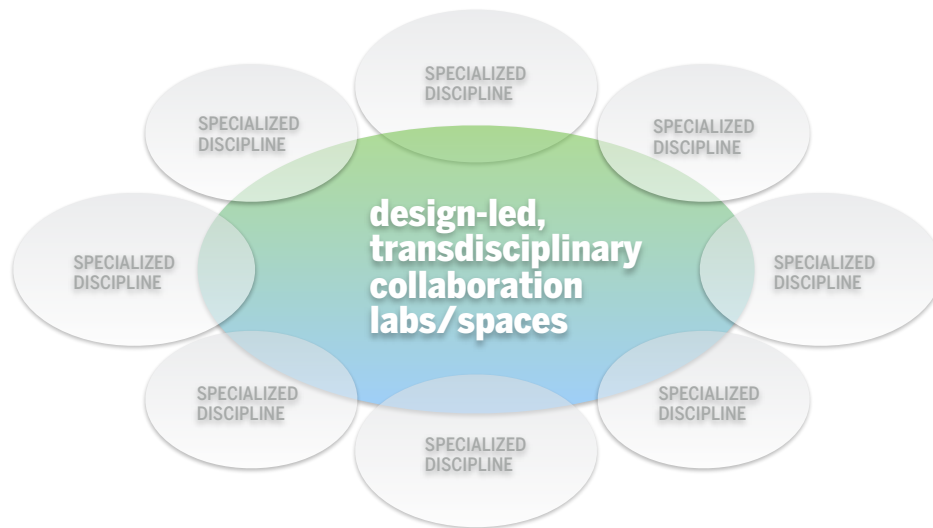 SPECIALIZED
DISCIPLINE
SPECIALIZED
DISCIPLINE
SPECIALIZED
DISCIPLINE
SPECIALIZED
DISCIPLINE
design-led,
transdisciplinary
collaboration
labs/spaces
SPECIALIZED
DISCIPLINE
SPECIALIZED
DISCIPLINE
SPECIALIZED
DISCIPLINE
SPECIALIZED
DISCIPLINE